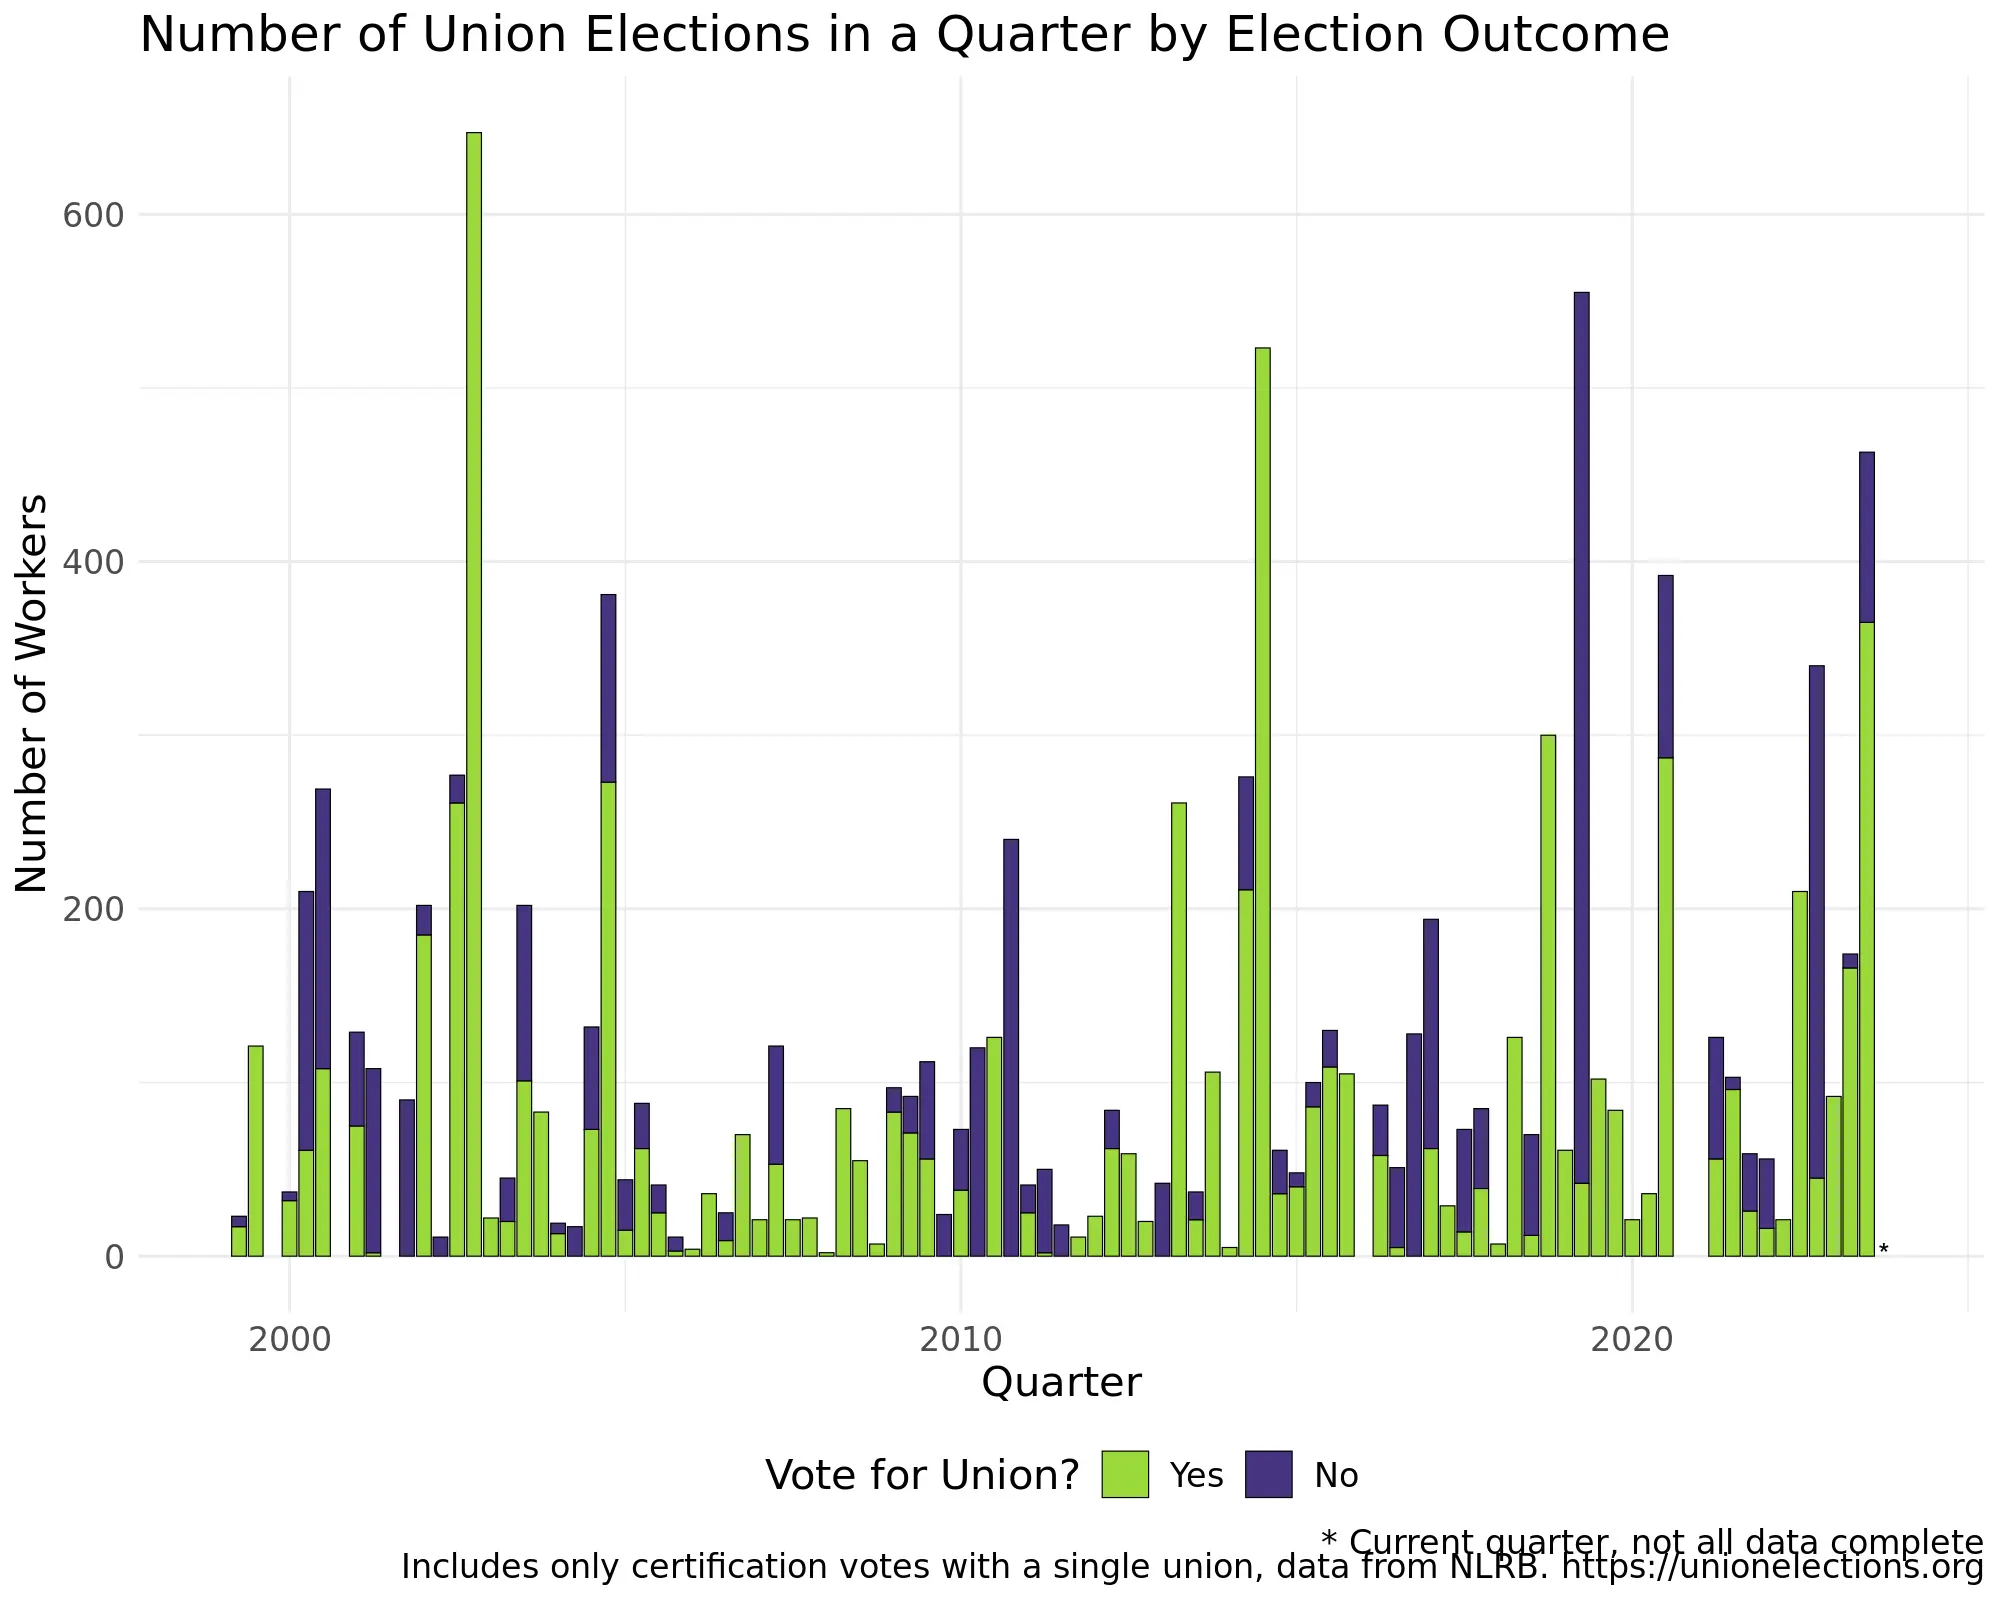 Number of Union Elections in a Quarter by Election Outcome
Number of Workers
600
400
200
0
*
2000 2010 2020
Quarter
Vote for Union? Yes No
* Current quarter, not all data complete
Includes only certification votes with a single union, data from NLRB. https://unionelections.org